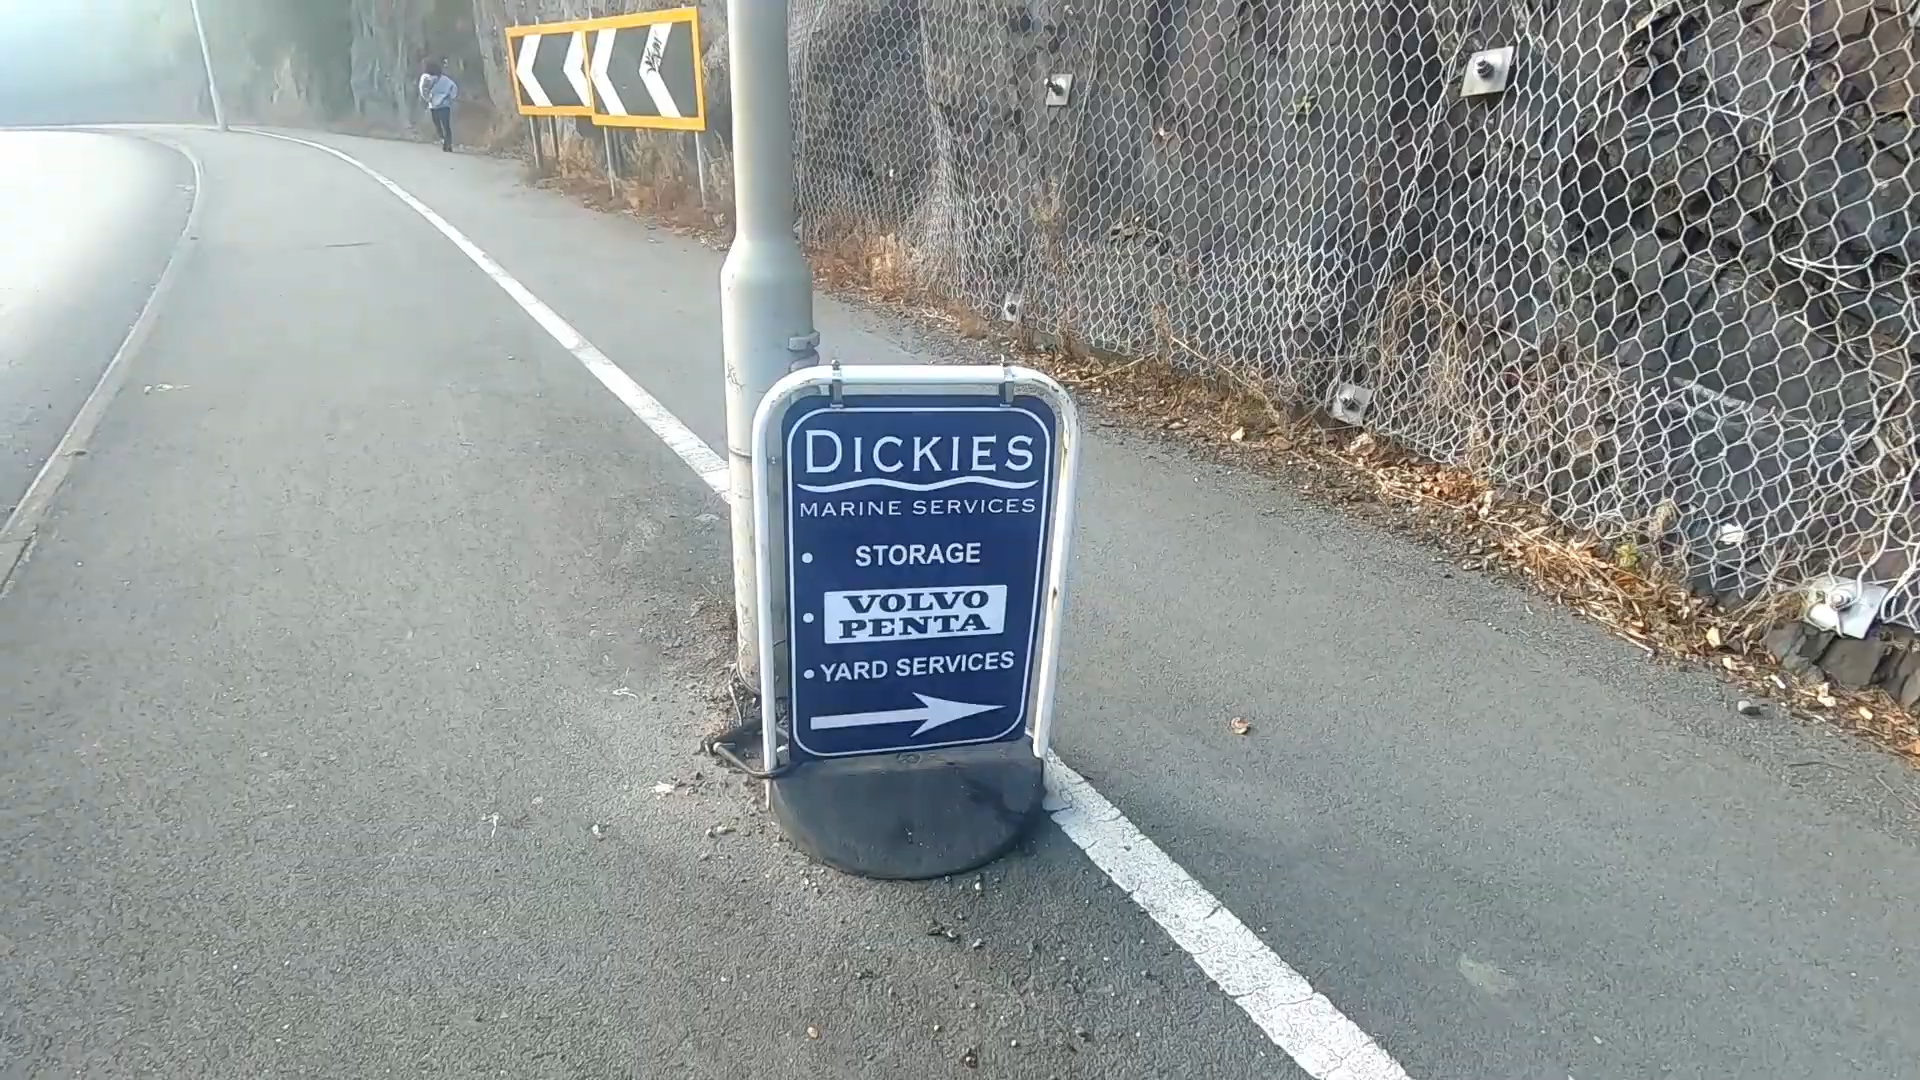 DICKIES
MARINE SERVICES
• STORAGE
• VOLVO
PENTA
• YARD SERVICES